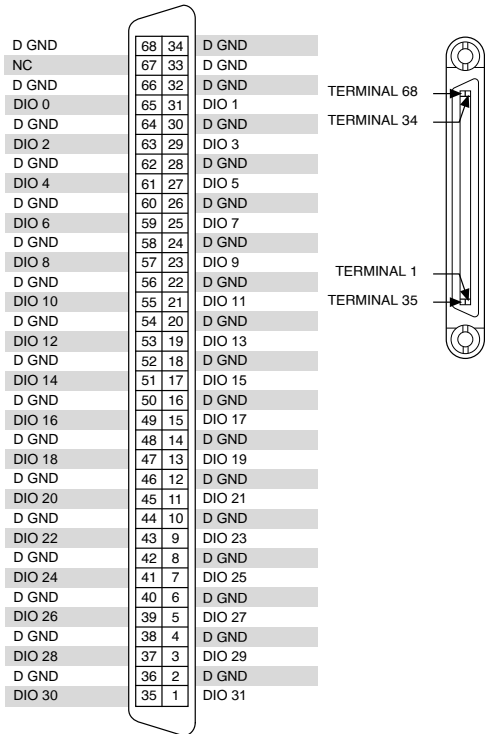 D GND 68 34 D GND
NC 67 33 D GND
D GND 66 32 D GND
DIO 0 65 31 DIO 1
D GND 64 30 D GND
DIO 2 63 29 DIO 3
D GND 62 28 D GND
DIO 4 61 27 DIO 5
D GND 60 26 D GND
DIO 6 59 25 DIO 7
D GND 58 24 D GND
DIO 8 57 23 DIO 9
D GND 56 22 D GND
DIO 10 55 21 DIO 11
D GND 54 20 D GND
DIO 12 53 19 DIO 13
D GND 52 18 D GND
DIO 14 51 17 DIO 15
D GND 50 16 D GND
DIO 16 49 15 DIO 17
D GND 48 14 D GND
DIO 18 47 13 DIO 19
D GND 46 12 D GND
DIO 20 45 11 DIO 21
D GND 44 10 D GND
DIO 22 43 9 DIO 23
D GND 42 8 D GND
DIO 24 41 7 DIO 25
D GND 40 6 D GND
DIO 26 39 5 DIO 27
D GND 38 4 D GND
DIO 28 37 3 DIO 29
D GND 36 2 D GND
DIO 30 35 1 DIO 31
TERMINAL 68
TERMINAL 34
TERMINAL 1
TERMINAL 35